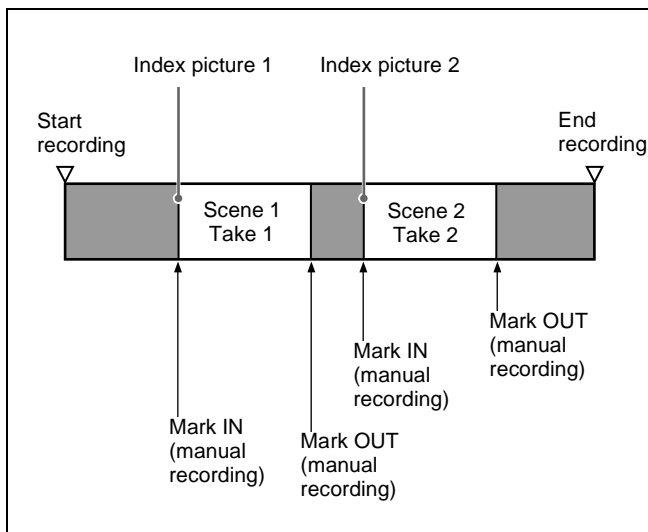 Index picture 1
Index picture 2
Start
recording
End
recording
Scene 1
Take 1
Scene 2
Take 2
Mark IN
(manual
recording)
Mark OUT
(manual
recording)
Mark IN
(manual
recording)
Mark OUT
(manual
recording)